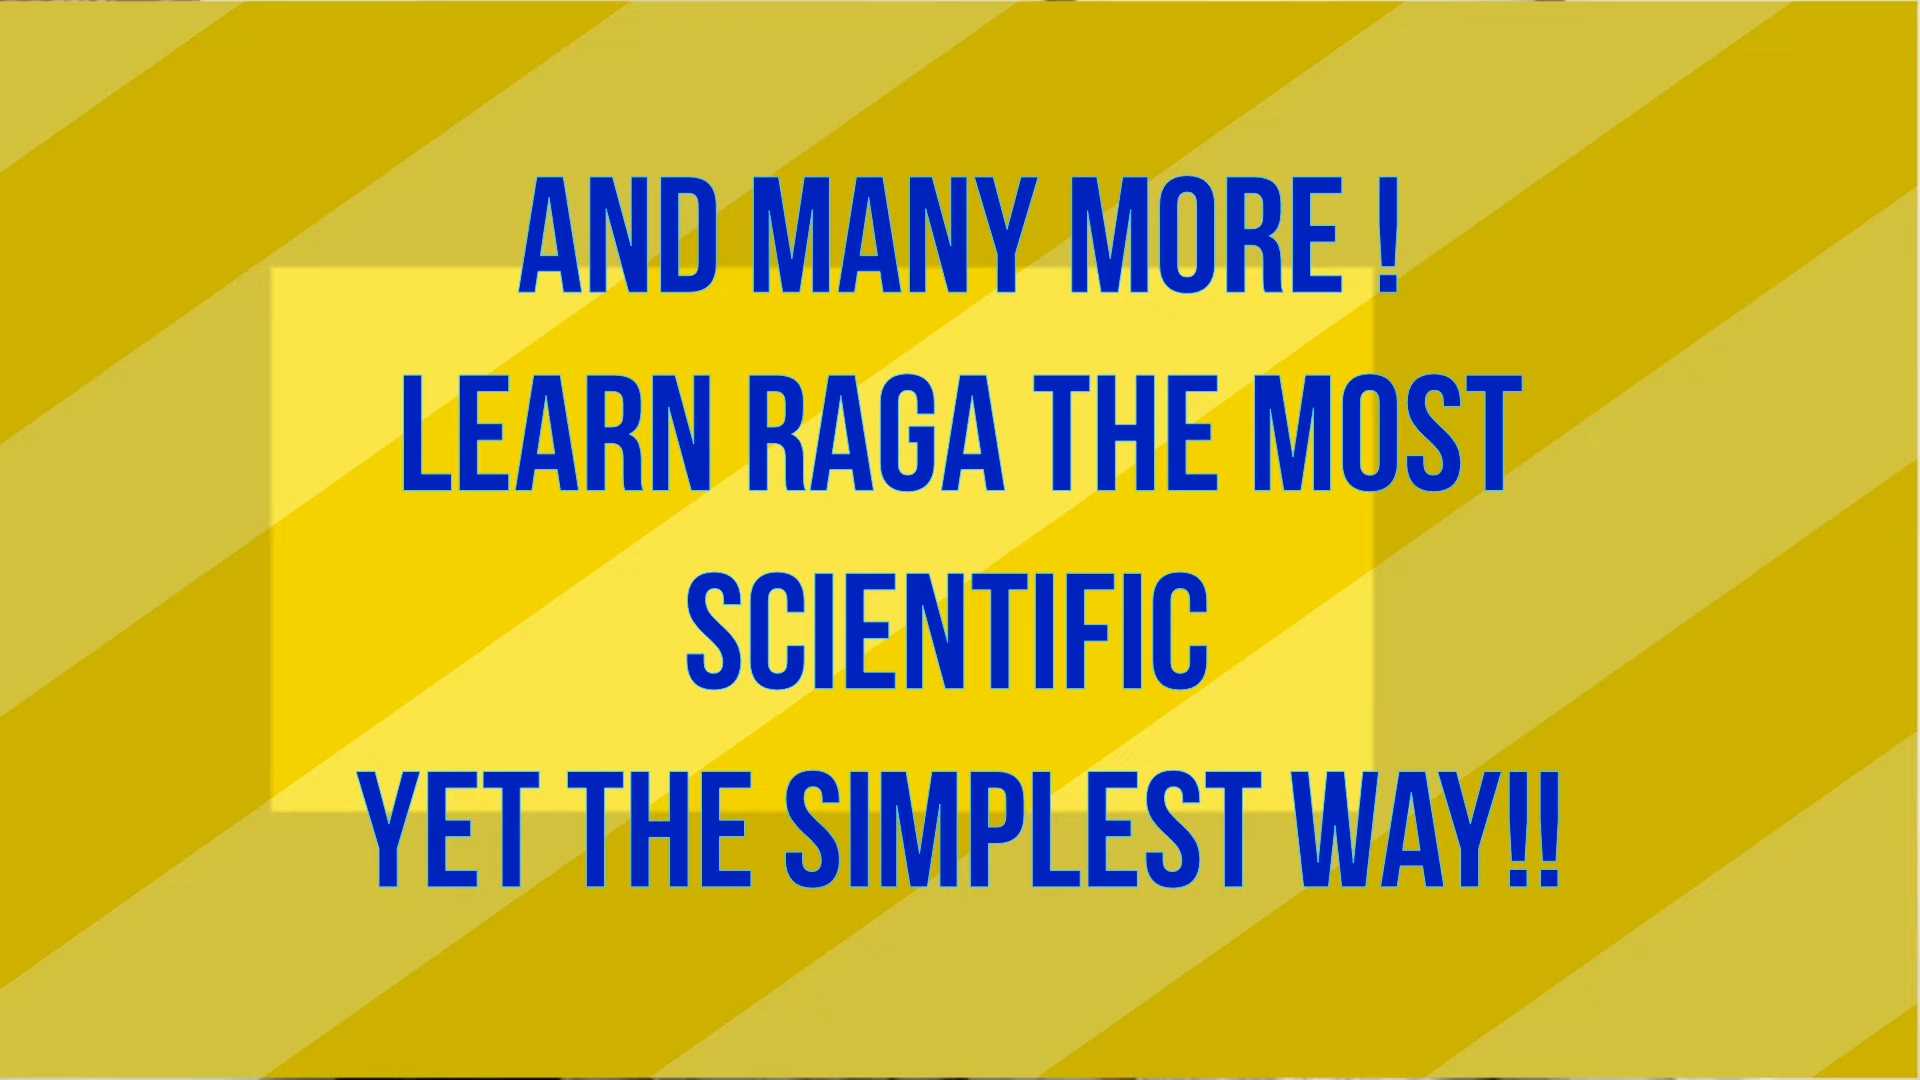 AND MANY MORE !
LEARN RAGA THE MOST
SCIENTIFIC
YET THE SIMPLEST WAY!!